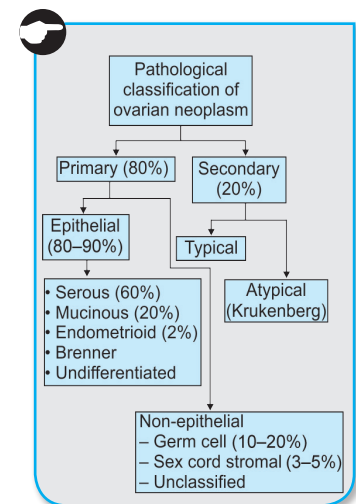 Pathological
classification of
ovarian neoplasm
Primary (80%)
Secondary
(20%)
Epithelial
(80–90%)
Typical
Atypical
(Krukenberg)
• Serous (60%)
• Mucinous (20%)
• Endometrioid (2%)
• Brenner
• Undifferentiated
Non-epithelial
– Germ cell (10–20%)
– Sex cord stromal (3–5%)
– Unclassified